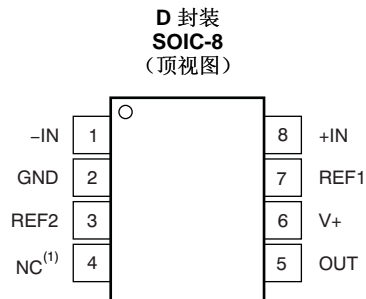 D 封装
SOIC-8
（顶视图）
–IN 1 8 +IN
GND 2 7 REF1
REF2 3 6 V+
NC(1) 4 5 OUT